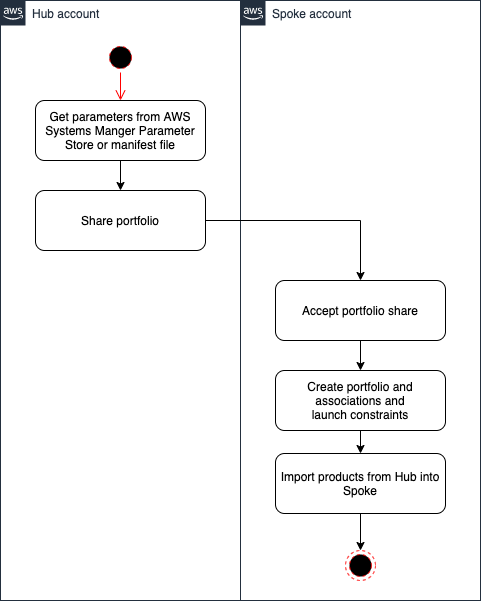 aws Hub account
aws Spoke account
Get parameters from AWS
Systems Manger Parameter
Store or manifest file
Share portfolio
Accept portfolio share
Create portfolio and
associations and
launch constraints
Import products from Hub into
Spoke